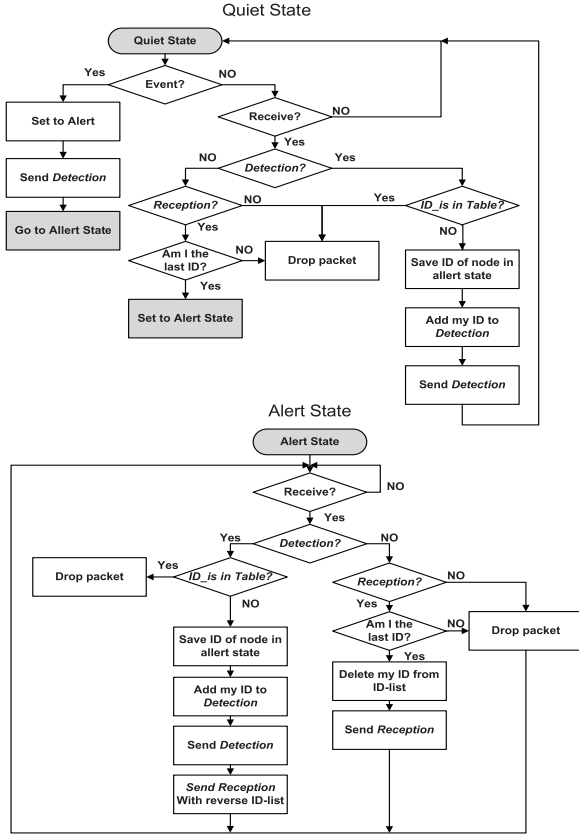 Quiet State
Quiet State
Yes
Event?
NO
Set to Alert
Receive?
NO
Yes
Send Detection
NO
Detection?
Yes
Go to Allert State
Reception?
NO
Yes
ID_is in Table?
Yes
NO
Am I the
last ID?
NO
Drop packet
Save ID of node in
allert state
Yes
Set to Alert State
Add my ID to
Detection
Send Detection
Alert State
Alert State
Receive?
NO
Yes
Yes
Detection?
NO
Drop packet
Yes
ID_is in Table?
Reception?
NO
NO
Yes
Am I the
last ID?
NO
Drop packet
Save ID of node in
allert state
Yes
Delete my ID from
ID-list
Add my ID to
Detection
Send Reception
Send Detection
Send Reception
With reverse ID-list